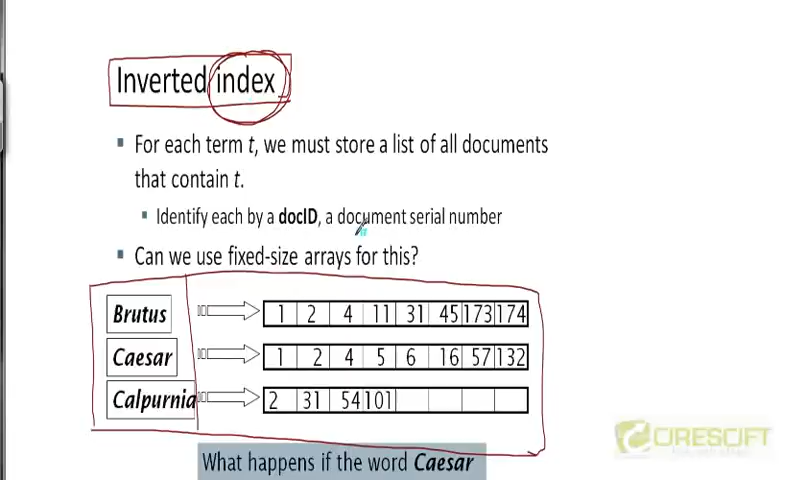 Inverted index
For each term t, we must store a list of all documents
that contain t.
Identify each by a docID, a document serial number
Can we use fixed-size arrays for this?
Brutus 1 2 4 11 31 45 173 174
Caesar 1 2 4 5 6 16 57 132
Calpurnia 2 31 54 101
What happens if the word Caesar